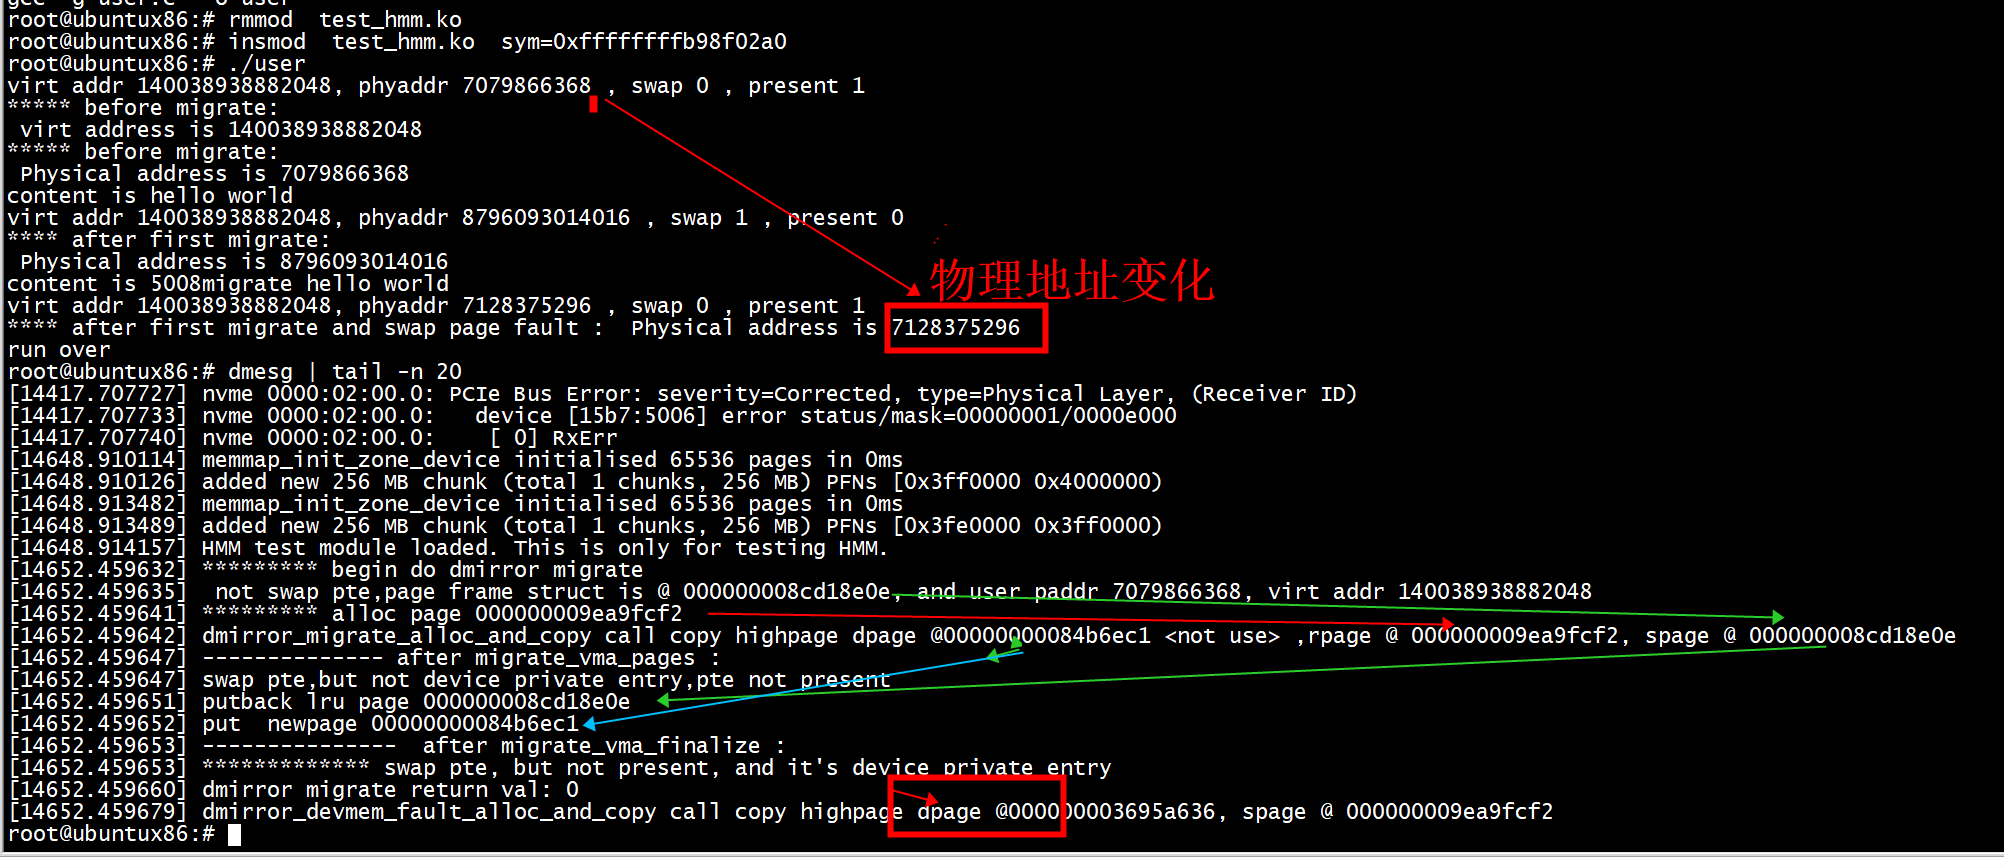 root@ubuntux86:# rmmod  test_hmm.ko
root@ubuntux86:# insmod  test_hmm.ko  sym=0xffffffffb98f02a0
root@ubuntux86:# ./user
virt addr 140038938882048, phyaddr 7079866368 , swap 0 , present 1
***** before migrate:
 virt address is 140038938882048
***** before migrate:
 Physical address is 7079866368
content is hello world
virt addr 140038938882048, phyaddr 8796093014016 , swap 1 , present 0
**** after first migrate:
 Physical address is 8796093014016
物理地址变化
content is 5008migrate hello world
virt addr 140038938882048, phyaddr 7128375296 , swap 0 , present 1
**** after first migrate and swap page fault :  Physical address is 7128375296
run over
root@ubuntux86:# dmesg | tail -n 20
[14417.707727] nvme 0000:02:00.0: PCIe Bus Error: severity=Corrected, type=Physical Layer, (Receiver ID)
[14417.707733] nvme 0000:02:00.0:   device [15b7:5006] error status/mask=00000001/0000e000
[14417.707740] nvme 0000:02:00.0:    [ 0] RxErr
[14648.910114] memmap_init_zone_device initialised 65536 pages in 0ms
[14648.910126] added new 256 MB chunk (total 1 chunks, 256 MB) PFNs [0x3ff0000 0x4000000)
[14648.913482] memmap_init_zone_device initialised 65536 pages in 0ms
[14648.913489] added new 256 MB chunk (total 1 chunks, 256 MB) PFNs [0x3fe0000 0x3ff0000)
[14648.914157] HMM test module loaded. This is only for testing HMM.
[14652.459632] ********* begin do dmirror migrate
[14652.459635]  not swap pte,page frame struct is @ 000000008cd18e0e, and user paddr 7079866368, virt addr 140038938882048
[14652.459641] ********* alloc page 000000009ea9fcf2
[14652.459642] dmirror_migrate_alloc_and_copy call copy highpage dpage @00000000084b6ec1 <not use> ,rpage @ 000000009ea9fcf2, spage @ 000000008cd18e0e
[14652.459647] -------------- after migrate_vma_pages :
[14652.459647] swap pte,but not device private entry,pte not present
[14652.459651] putback lru page 000000008cd18e0e
[14652.459652] put  newpage 00000000084b6ec1
[14652.459653] ---------------  after migrate_vma_finalize :
[14652.459653] ************* swap pte, but not present, and it's device private entry
[14652.459660] dmirror migrate return val: 0
[14652.459679] dmirror_devmem_fault_alloc_and_copy call copy highpage dpage @000000003695a636, spage @ 000000009ea9fcf2
root@ubuntux86:#